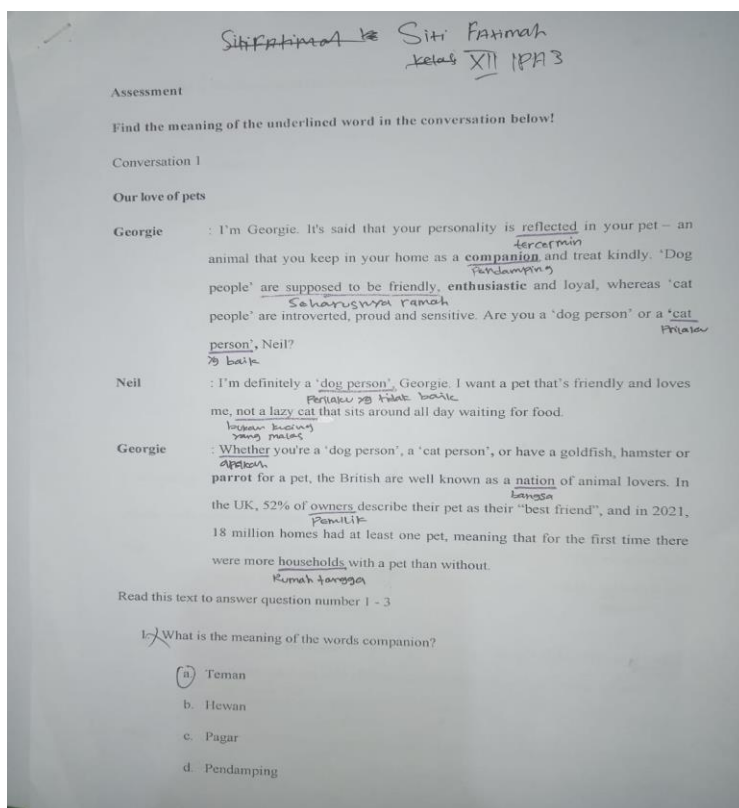 Siti Fatimah
kelas XII IPA 3
Assessment
Find the meaning of the underlined word in the conversation below!
Conversation 1
Our love of pets
Georgie : I'm Georgie. It's said that your personality is reflected in your pet – an
tercermin
animal that you keep in your home as a companion and treat kindly. 'Dog
Pendamping
people' are supposed to be friendly, enthusiastic and loyal, whereas 'cat
Seharusnya ramah
people' are introverted, proud and sensitive. Are you a 'dog person' or a 'cat
person', Neil?
yg baik
Neil : I'm definitely a 'dog person', Georgie. I want a pet that's friendly and loves
Perilaku yg tidak baik
me, not a lazy cat that sits around all day waiting for food.
bukan kucing
yang malas
Georgie : Whether you're a 'dog person', a 'cat person', or have a goldfish, hamster or
apakah
parrot for a pet, the British are well known as a nation of animal lovers. In
bangsa
the UK, 52% of owners describe their pet as their "best friend", and in 2021,
Pemilik
18 million homes had at least one pet, meaning that for the first time there
were more households with a pet than without.
Rumah tangga
Read this text to answer question number 1 - 3
1. What is the meaning of the words companion?
a. Teman
b. Hewan
c. Pagar
d. Pendamping